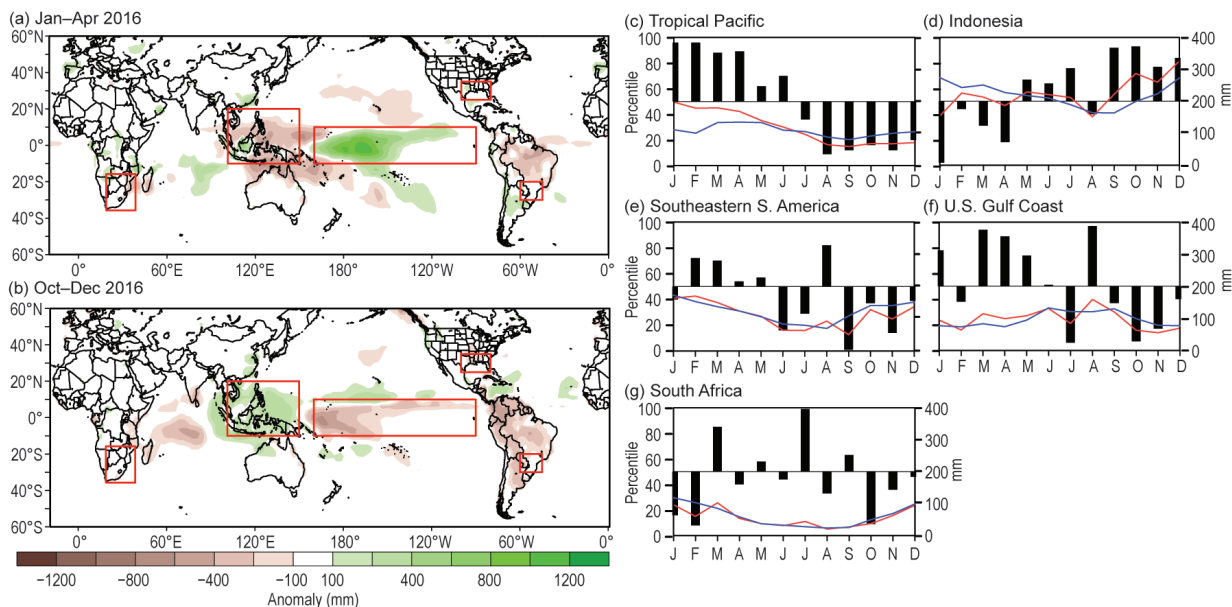 (a) Jan–Apr 2016
60°N
40°N
20°N
0°
20°S
40°S
60°S
0° 60°E 120°E 180° 120°W 60°W 0°
(b) Oct–Dec 2016
60°N
40°N
20°N
0°
20°S
40°S
60°S
0° 60°E 120°E 180° 120°W 60°W 0°
−1200 −800 −400 −100 100 400 800 1200
Anomaly (mm)
(c) Tropical Pacific
Percentile
100
80
60
40
20
0
J F M A M J J A S O N D
(d) Indonesia
400
300
200
100
0
mm
J F M A M J J A S O N D
(e) Southeastern S. America
Percentile
100
80
60
40
20
0
J F M A M J J A S O N D
(f) U.S. Gulf Coast
400
300
200
100
0
mm
J F M A M J J A S O N D
(g) South Africa
Percentile
100
80
60
40
20
0
400
300
200
100
0
mm
J F M A M J J A S O N D